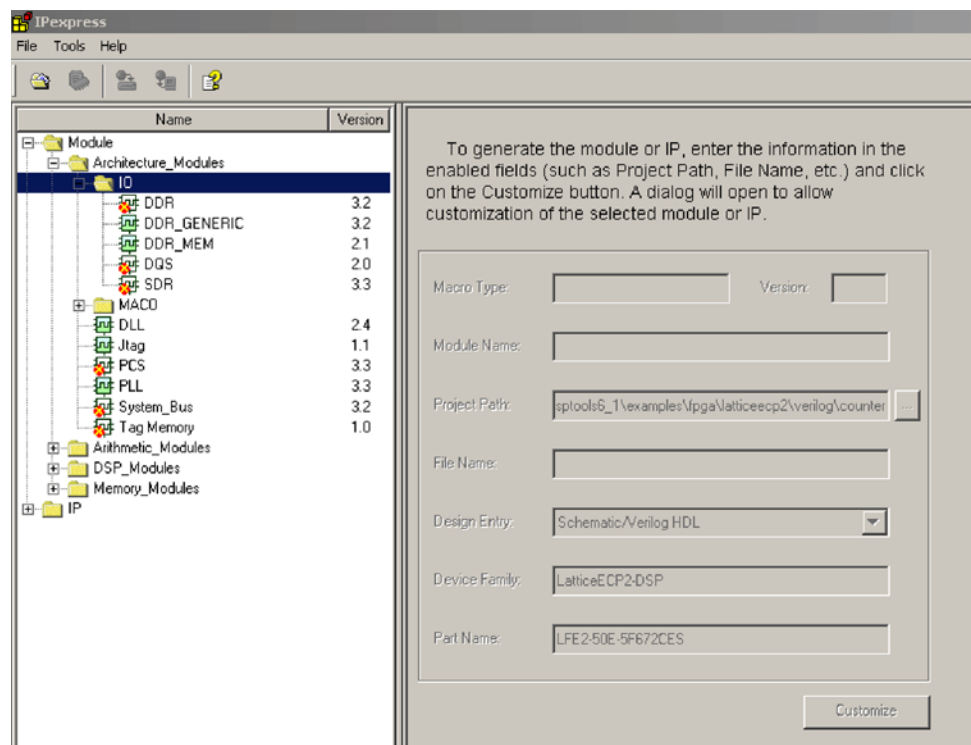 IPexpress
File Tools Help
Name Version
Module
Architecture_Modules
IO
DDR 3.2
DDR_GENERIC 3.2
DDR_MEM 2.1
DQS 2.0
SDR 3.3
MACO
DLL 2.4
Jtag 1.1
PCS 3.3
PLL 3.3
System_Bus 3.2
Tag Memory 1.0
Arithmetic_Modules
DSP_Modules
Memory_Modules
IP
To generate the module or IP, enter the information in the
enabled fields (such as Project Path, File Name, etc.) and click
on the Customize button. A dialog will open to allow
customization of the selected module or IP.
Macro Type: Version:
Module Name:
Project Path: sptools6_1\examples\fpga\latticeecp2\verilog\counter ...
File Name:
Design Entry: Schematic/Verilog HDL
Device Family: LatticeECP2-DSP
Part Name: LFE2-50E-5F672CES
Customize